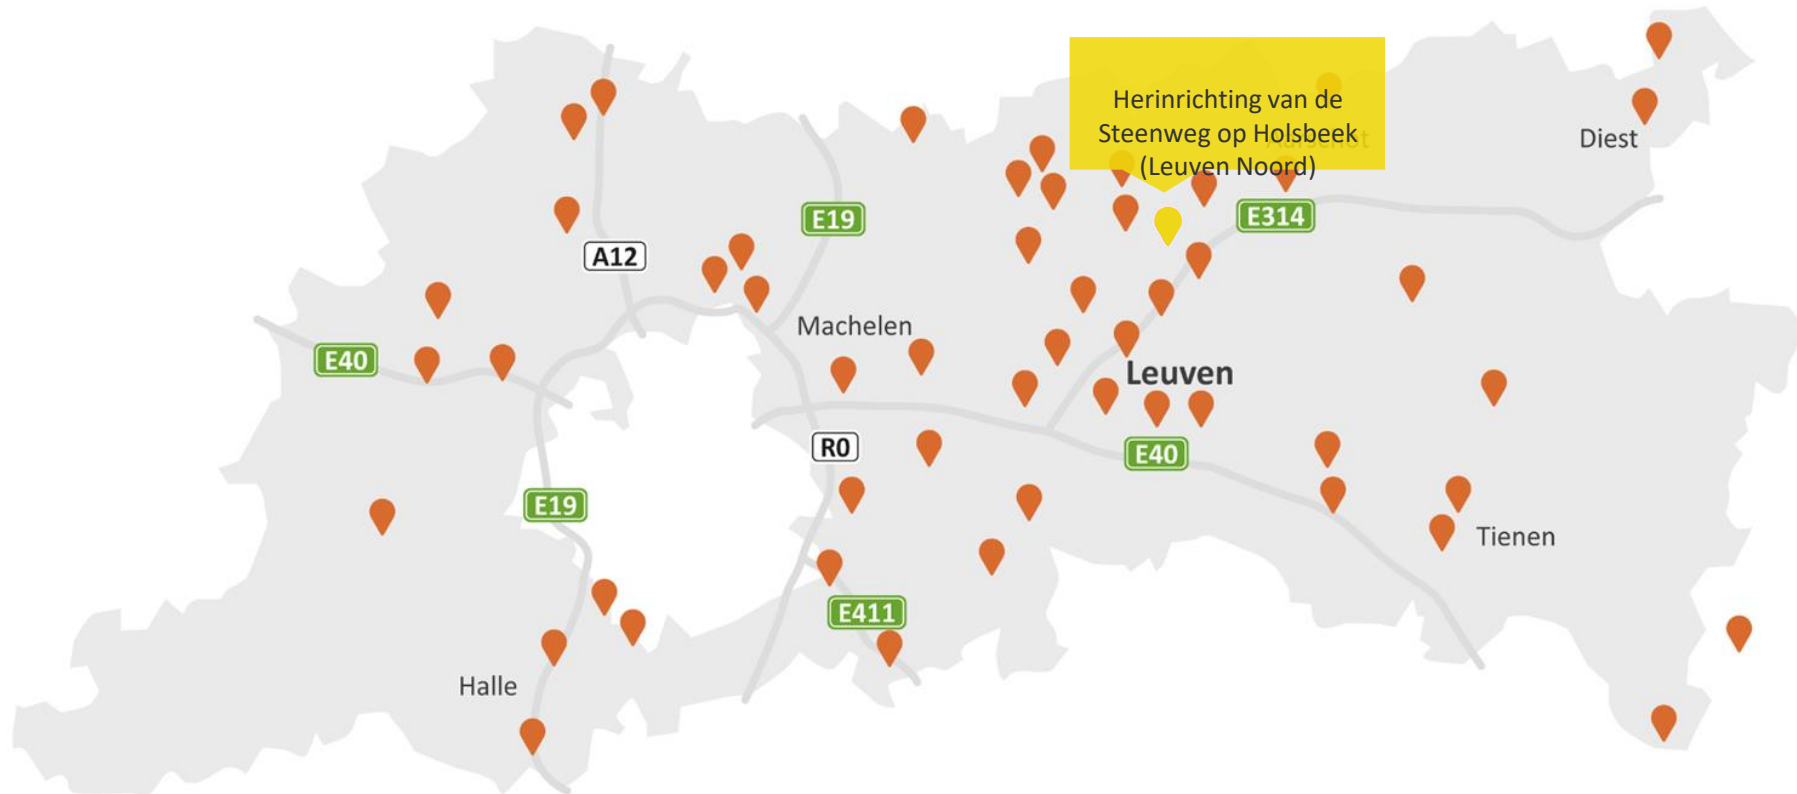 Herinrichting van de
Steenweg op Holsbeek
(Leuven Noord)
Diest
E19
E314
A12
Machelen
E40
Leuven
R0
E40
E19
Tienen
E411
Halle